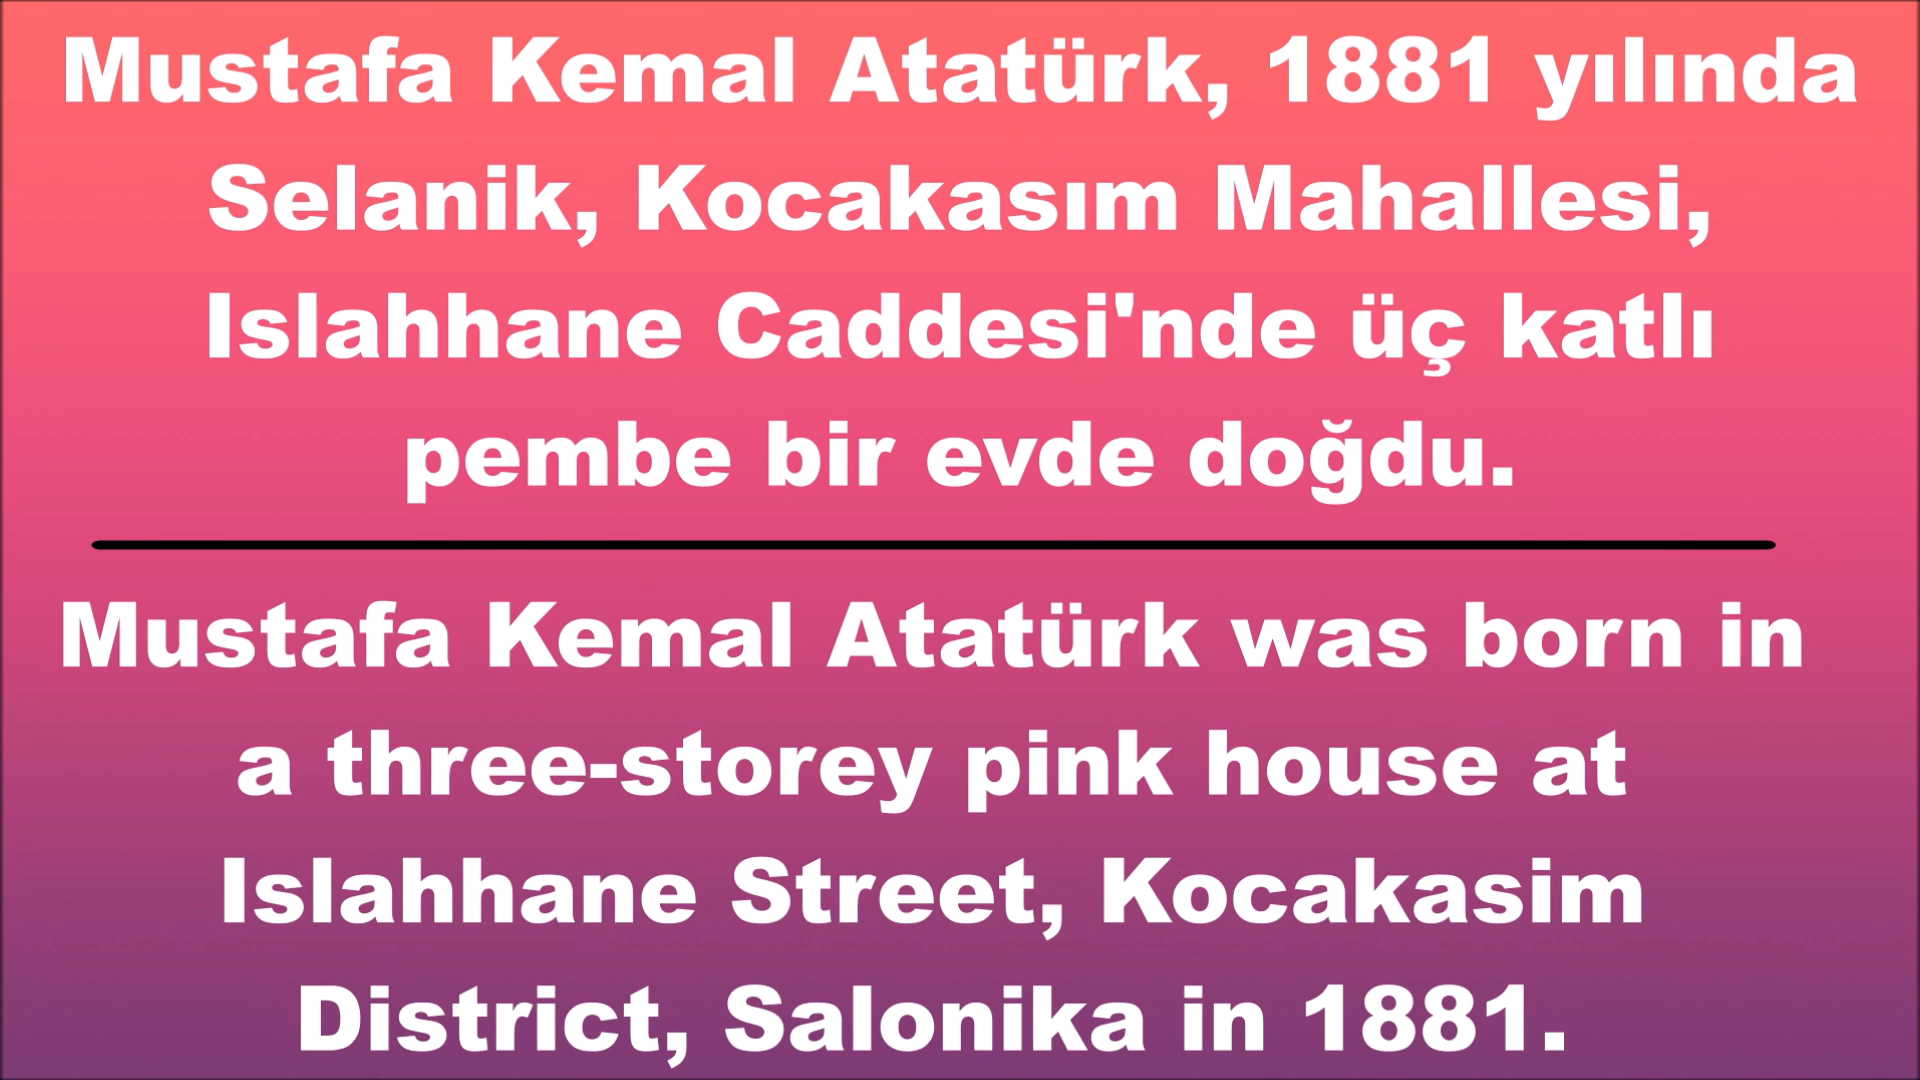 Mustafa Kemal Atatürk, 1881 yılında
Selanik, Kocakasım Mahallesi,
Islahhane Caddesi'nde üç katlı
pembe bir evde doğdu.
Mustafa Kemal Atatürk was born in
a three-storey pink house at
Islahhane Street, Kocakasim
District, Salonika in 1881.